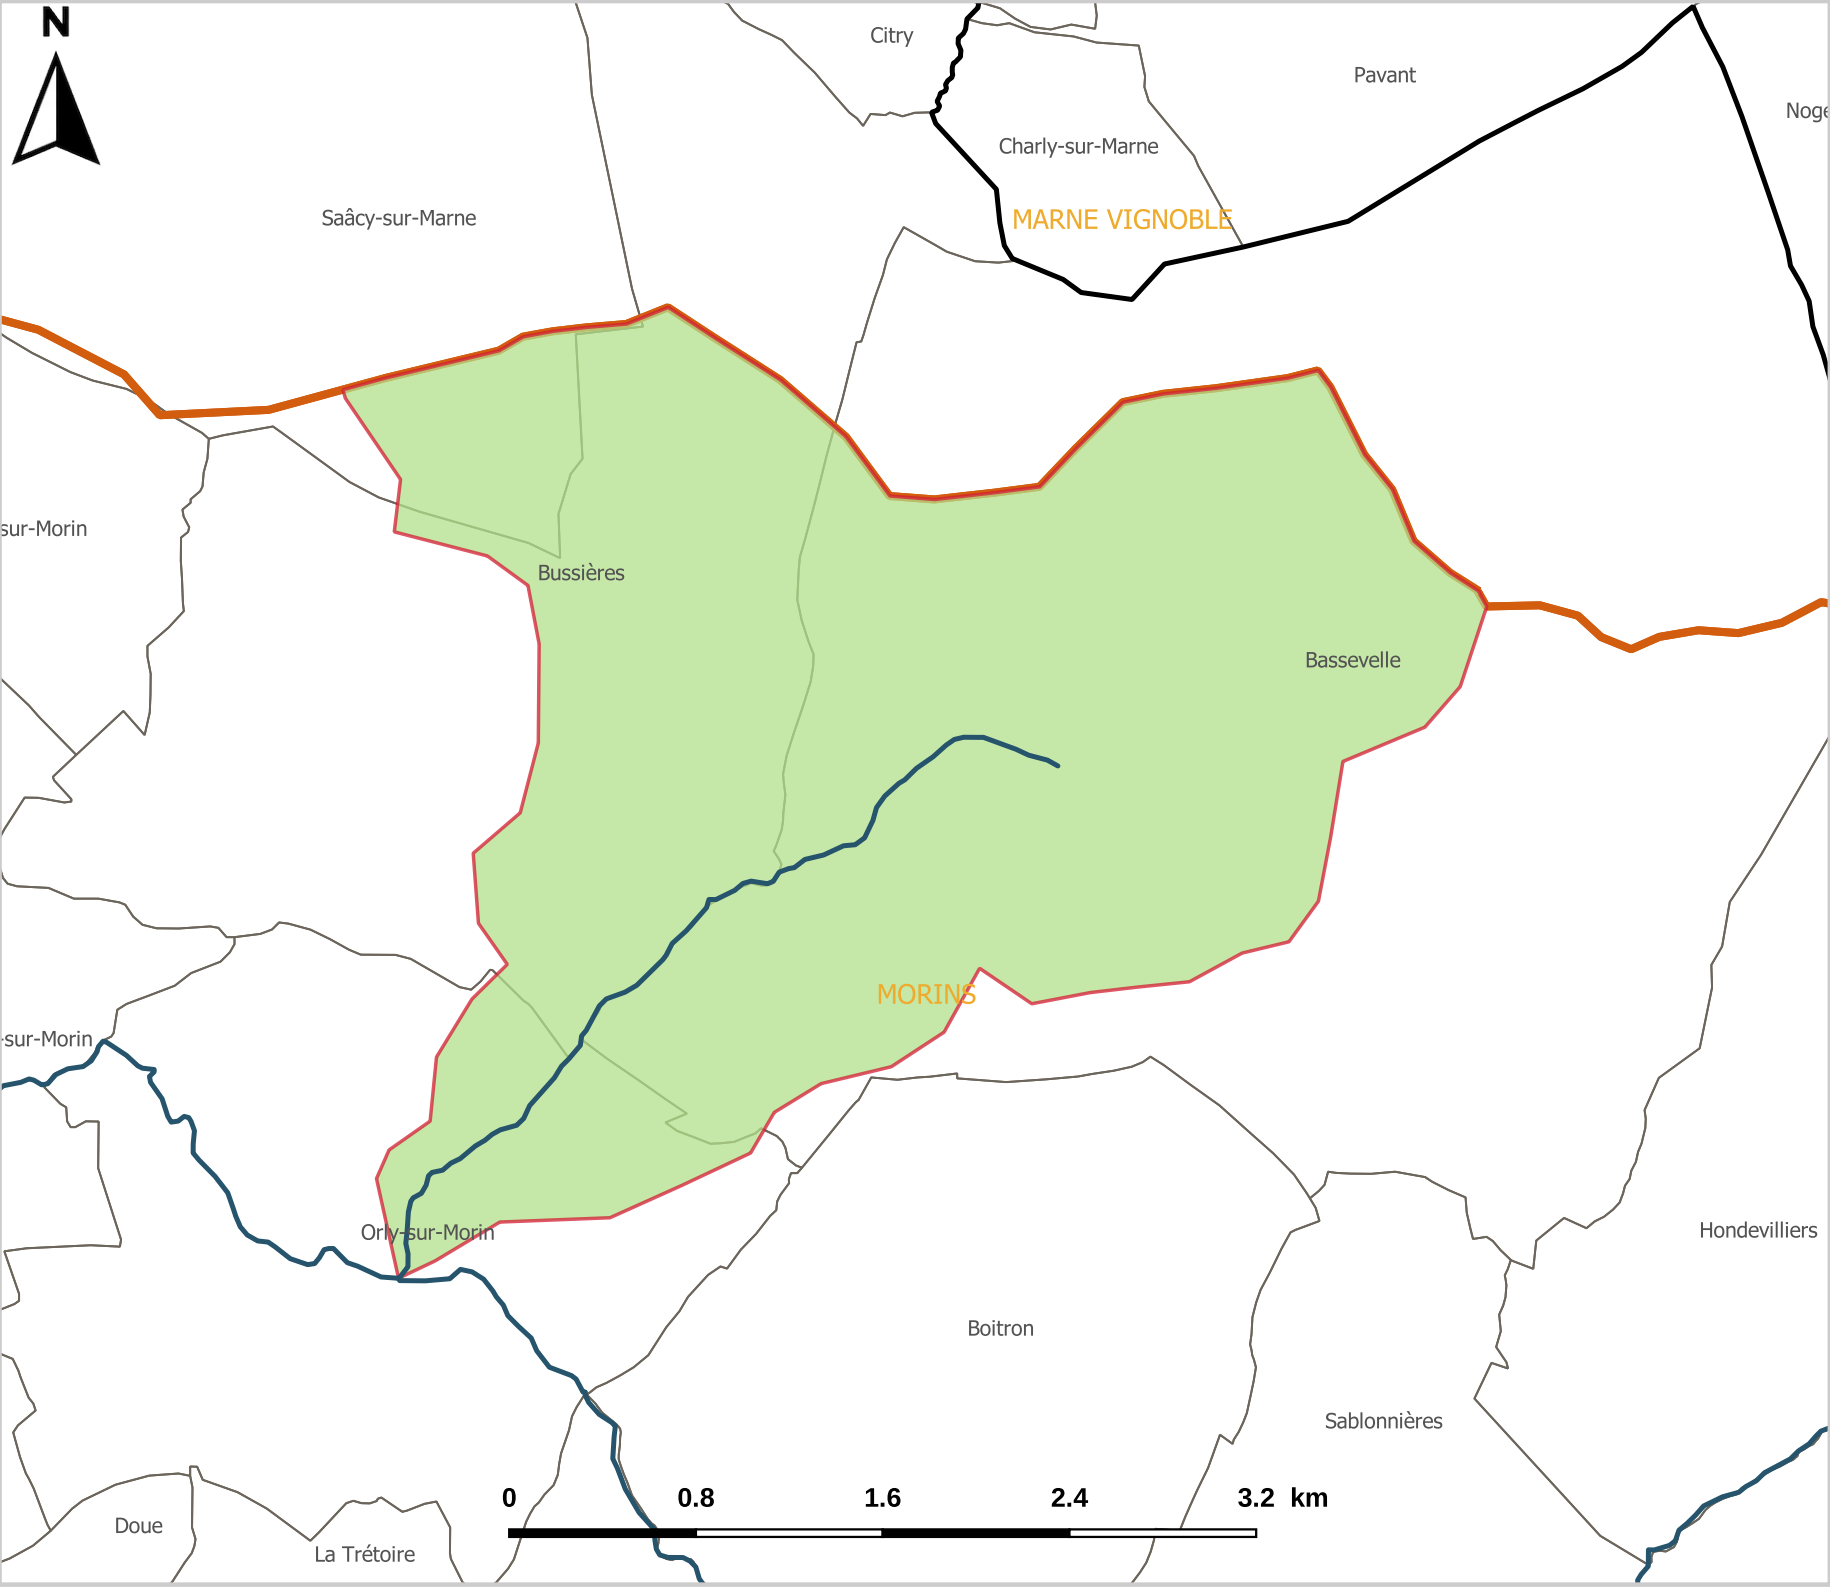 N
Citry
Pavant
Noge
Charly-sur-Marne
Saâcy-sur-Marne
MARNE VIGNOBLE
sur-Morin
Bussières
Bassevelle
MORINS
-sur-Morin
Orly-sur-Morin
Hondevilliers
Boitron
Sablonnières
0 0.8 1.6 2.4 3.2 km
Doue
La Trétoire